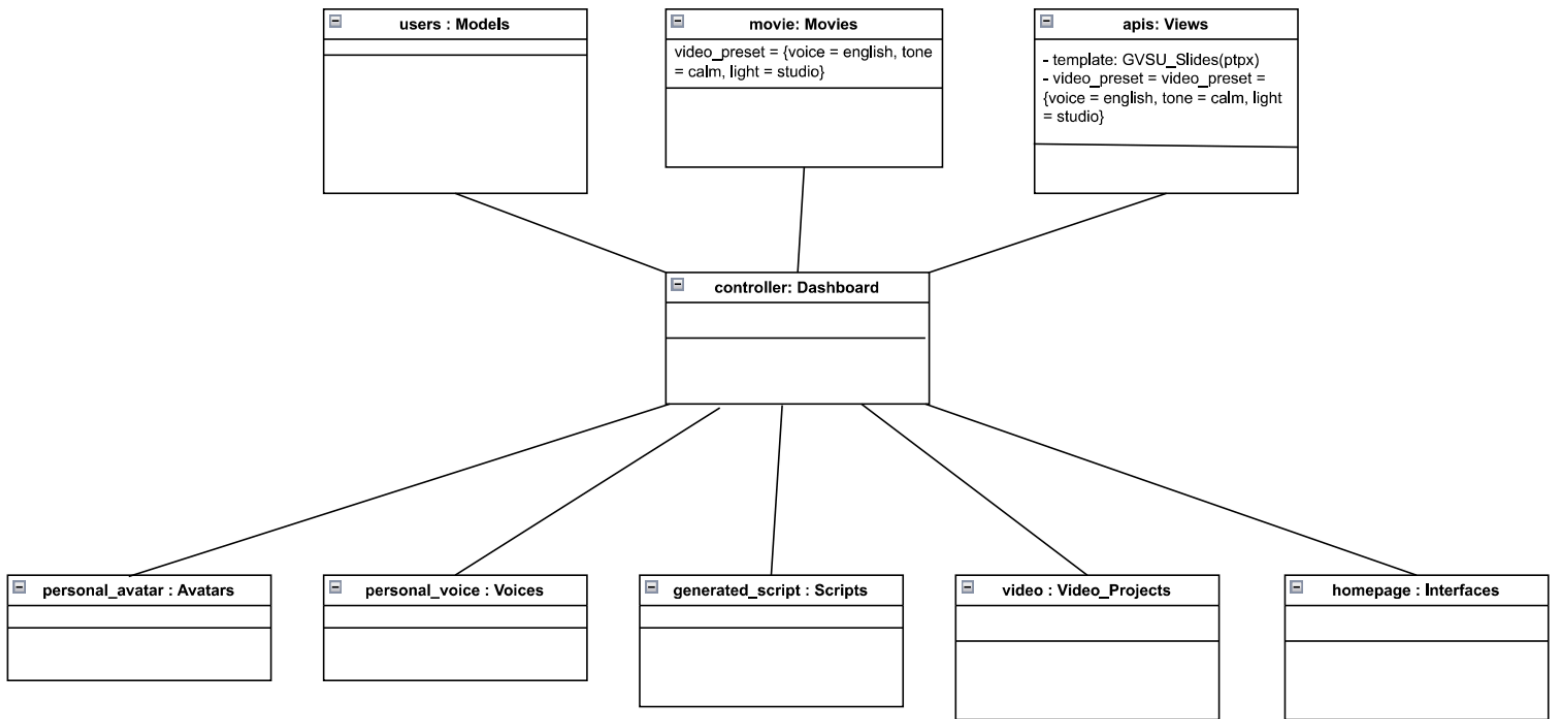 users : Models
movie: Movies
video_preset = {voice = english, tone
= calm, light = studio}
apis: Views
- template: GVSU_Slides(ptpx)
- video_preset = video_preset =
{voice = english, tone = calm, light
= studio}
controller: Dashboard
personal_avatar : Avatars
personal_voice : Voices
generated_script : Scripts
video : Video_Projects
homepage : Interfaces